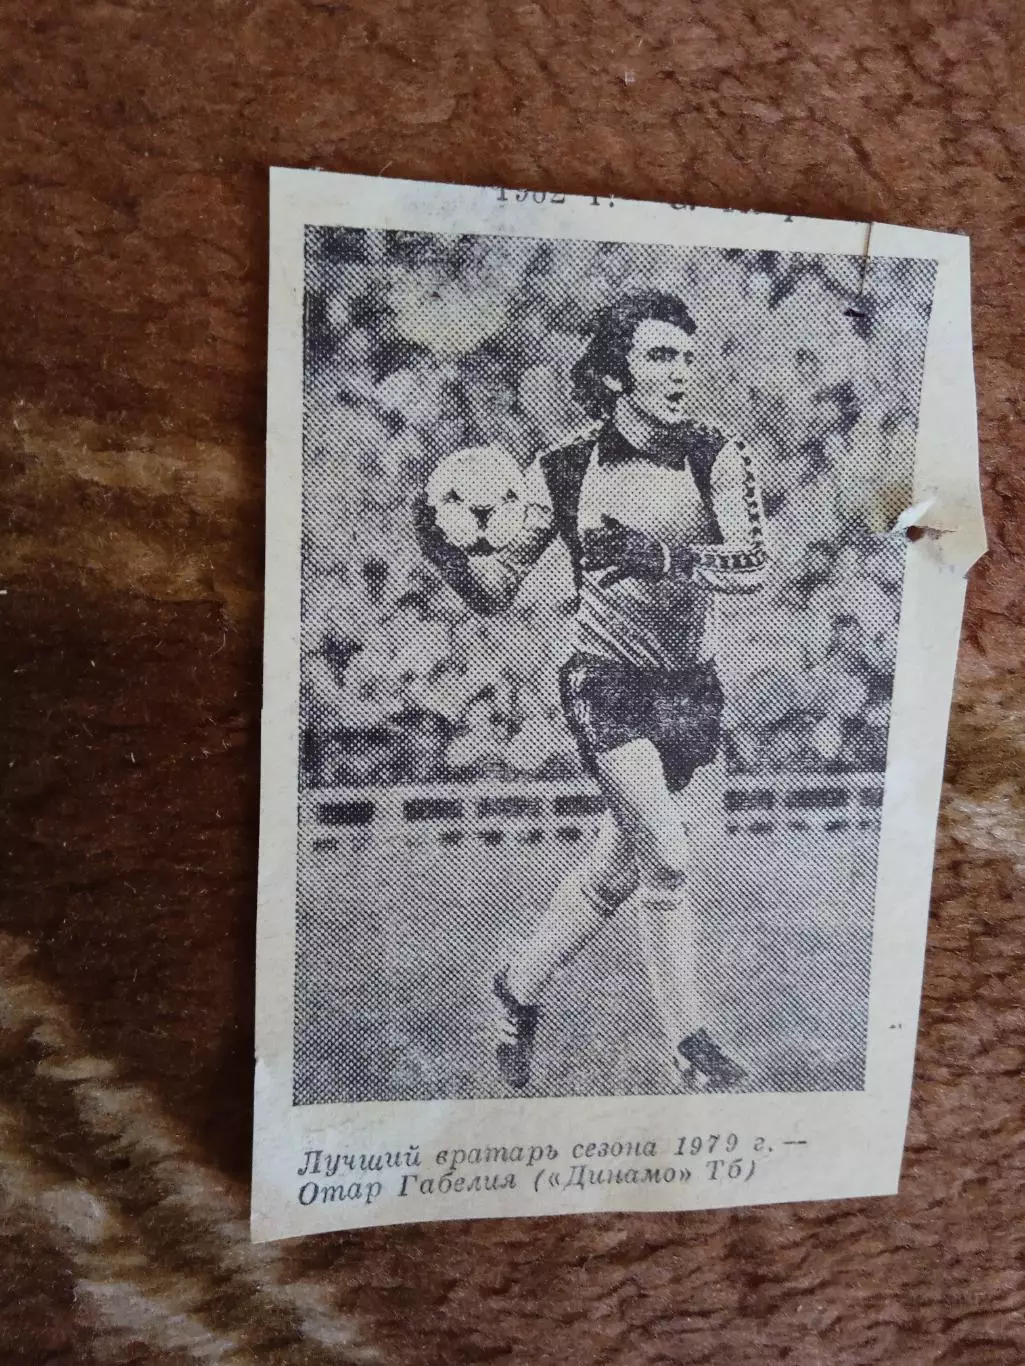 Лучший вратарь сезона 1979 г. —
Отар Габелия («Динамо» Тб)